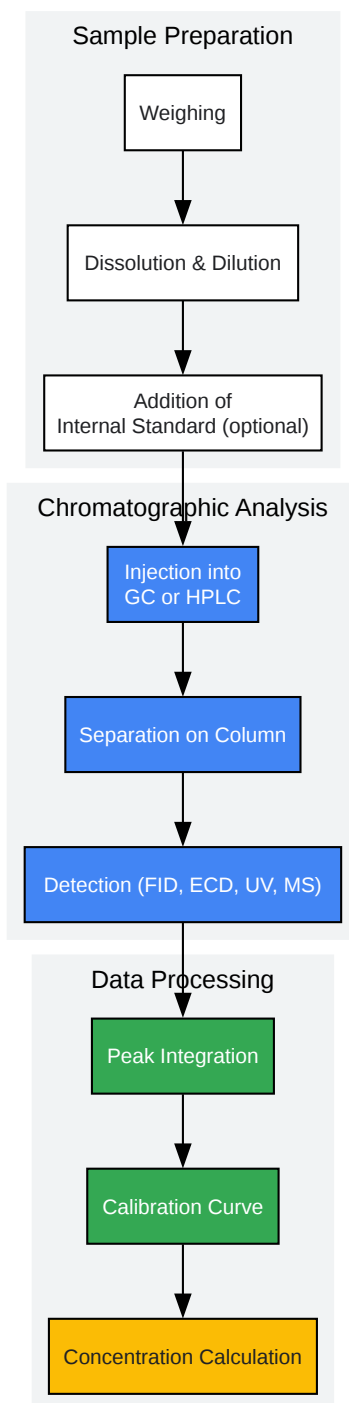 Sample Preparation
Weighing
Dissolution & Dilution
Addition of
Internal Standard (optional)
Chromatographic Analysis
Injection into
GC or HPLC
Separation on Column
Detection (FID, ECD, UV, MS)
Data Processing
Peak Integration
Calibration Curve
Concentration Calculation